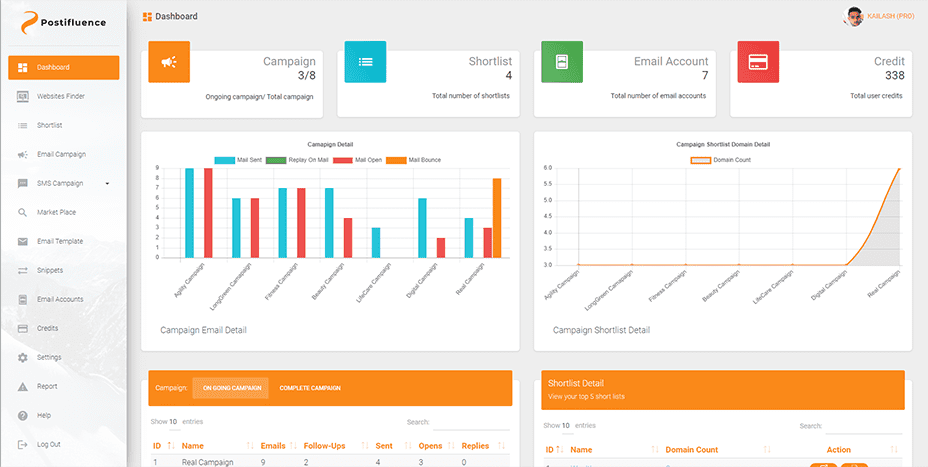 Postifluence
Dashboard
Websites Finder
Shortlist
Email Campaign
SMS Campaign
Market Place
Email Template
Snippets
Email Accounts
Credits
Settings
Report
Help
Log Out
Dashboard
KAILASH (PRO)
Campaign
3/8
Ongoing campaign/ Total campaign
Shortlist
4
Total number of shortlists
Email Account
7
Total number of email accounts
Credit
338
Total user credits
Camapign Detail
Mail Sent Replay On Mail Mail Open Mail Bounce
9
8
7
6
5
4
3
2
1
0
Agility Campaign
LongGreen Camapaign
Fitness Campaign
Beauty Campaign
LifeCare Campaign
Digital Campaign
Real Campaign
Campaign Email Detail
Campaign Shortlist Domain Detail
Domain Count
6.0
5.5
5.0
4.5
4.0
3.5
3.0
Agility Campaign
LongGreen Camapaign
Fitness Campaign
Beauty Campaign
LifeCare Campaign
Digital Campaign
Real Campaign
Campaign Shortlist Detail
Campaign ON GOING CAMPAIGN COMPLETE CAMPAIGN
Show 10 entries Search:
ID Name Emails Follow-Ups Sent Opens Replies
1 Real Campaign 9 2 4 3 0
Shortlist Detail
View your top 5 short lists
Show 10 entries Search:
ID Name Domain Count Action